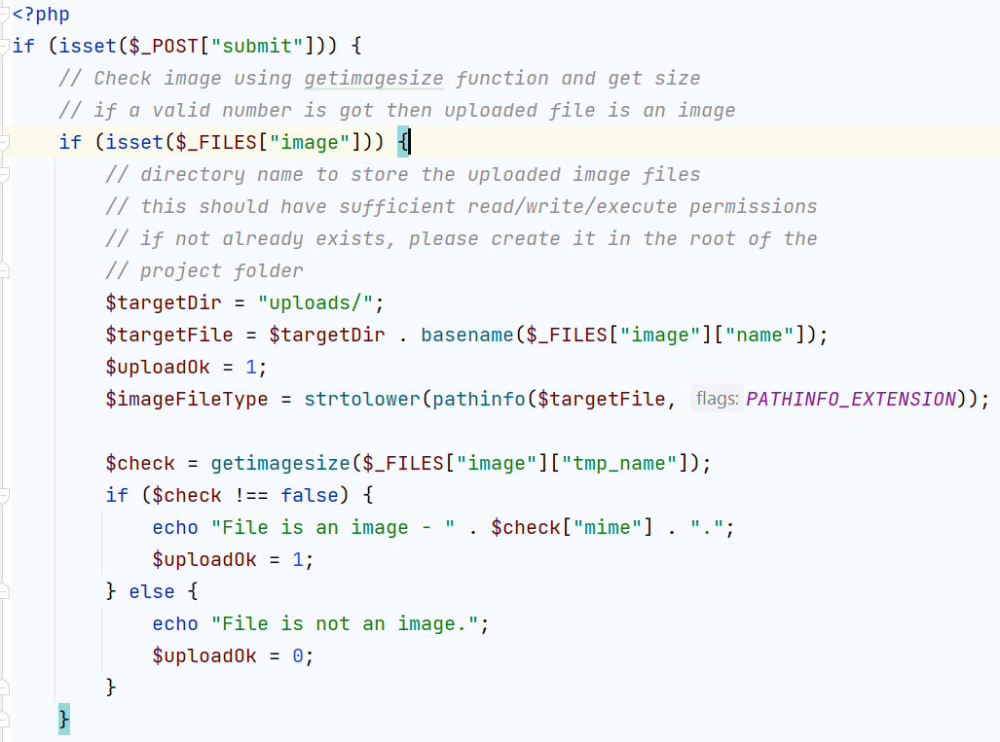 <?php
if (isset($_POST["submit"])) {
    // Check image using getimagesize function and get size
    // if a valid number is got then uploaded file is an image
    if (isset($_FILES["image"])) {
        // directory name to store the uploaded image files
        // this should have sufficient read/write/execute permissions
        // if not already exists, please create it in the root of the
        // project folder
        $targetDir = "uploads/";
        $targetFile = $targetDir . basename($_FILES["image"]["name"]);
        $uploadOk = 1;
        $imageFileType = strtolower(pathinfo($targetFile, flags: PATHINFO_EXTENSION));

        $check = getimagesize($_FILES["image"]["tmp_name"]);
        if ($check !== false) {
            echo "File is an image - " . $check["mime"] . ".";
            $uploadOk = 1;
        } else {
            echo "File is not an image.";
            $uploadOk = 0;
        }
    }